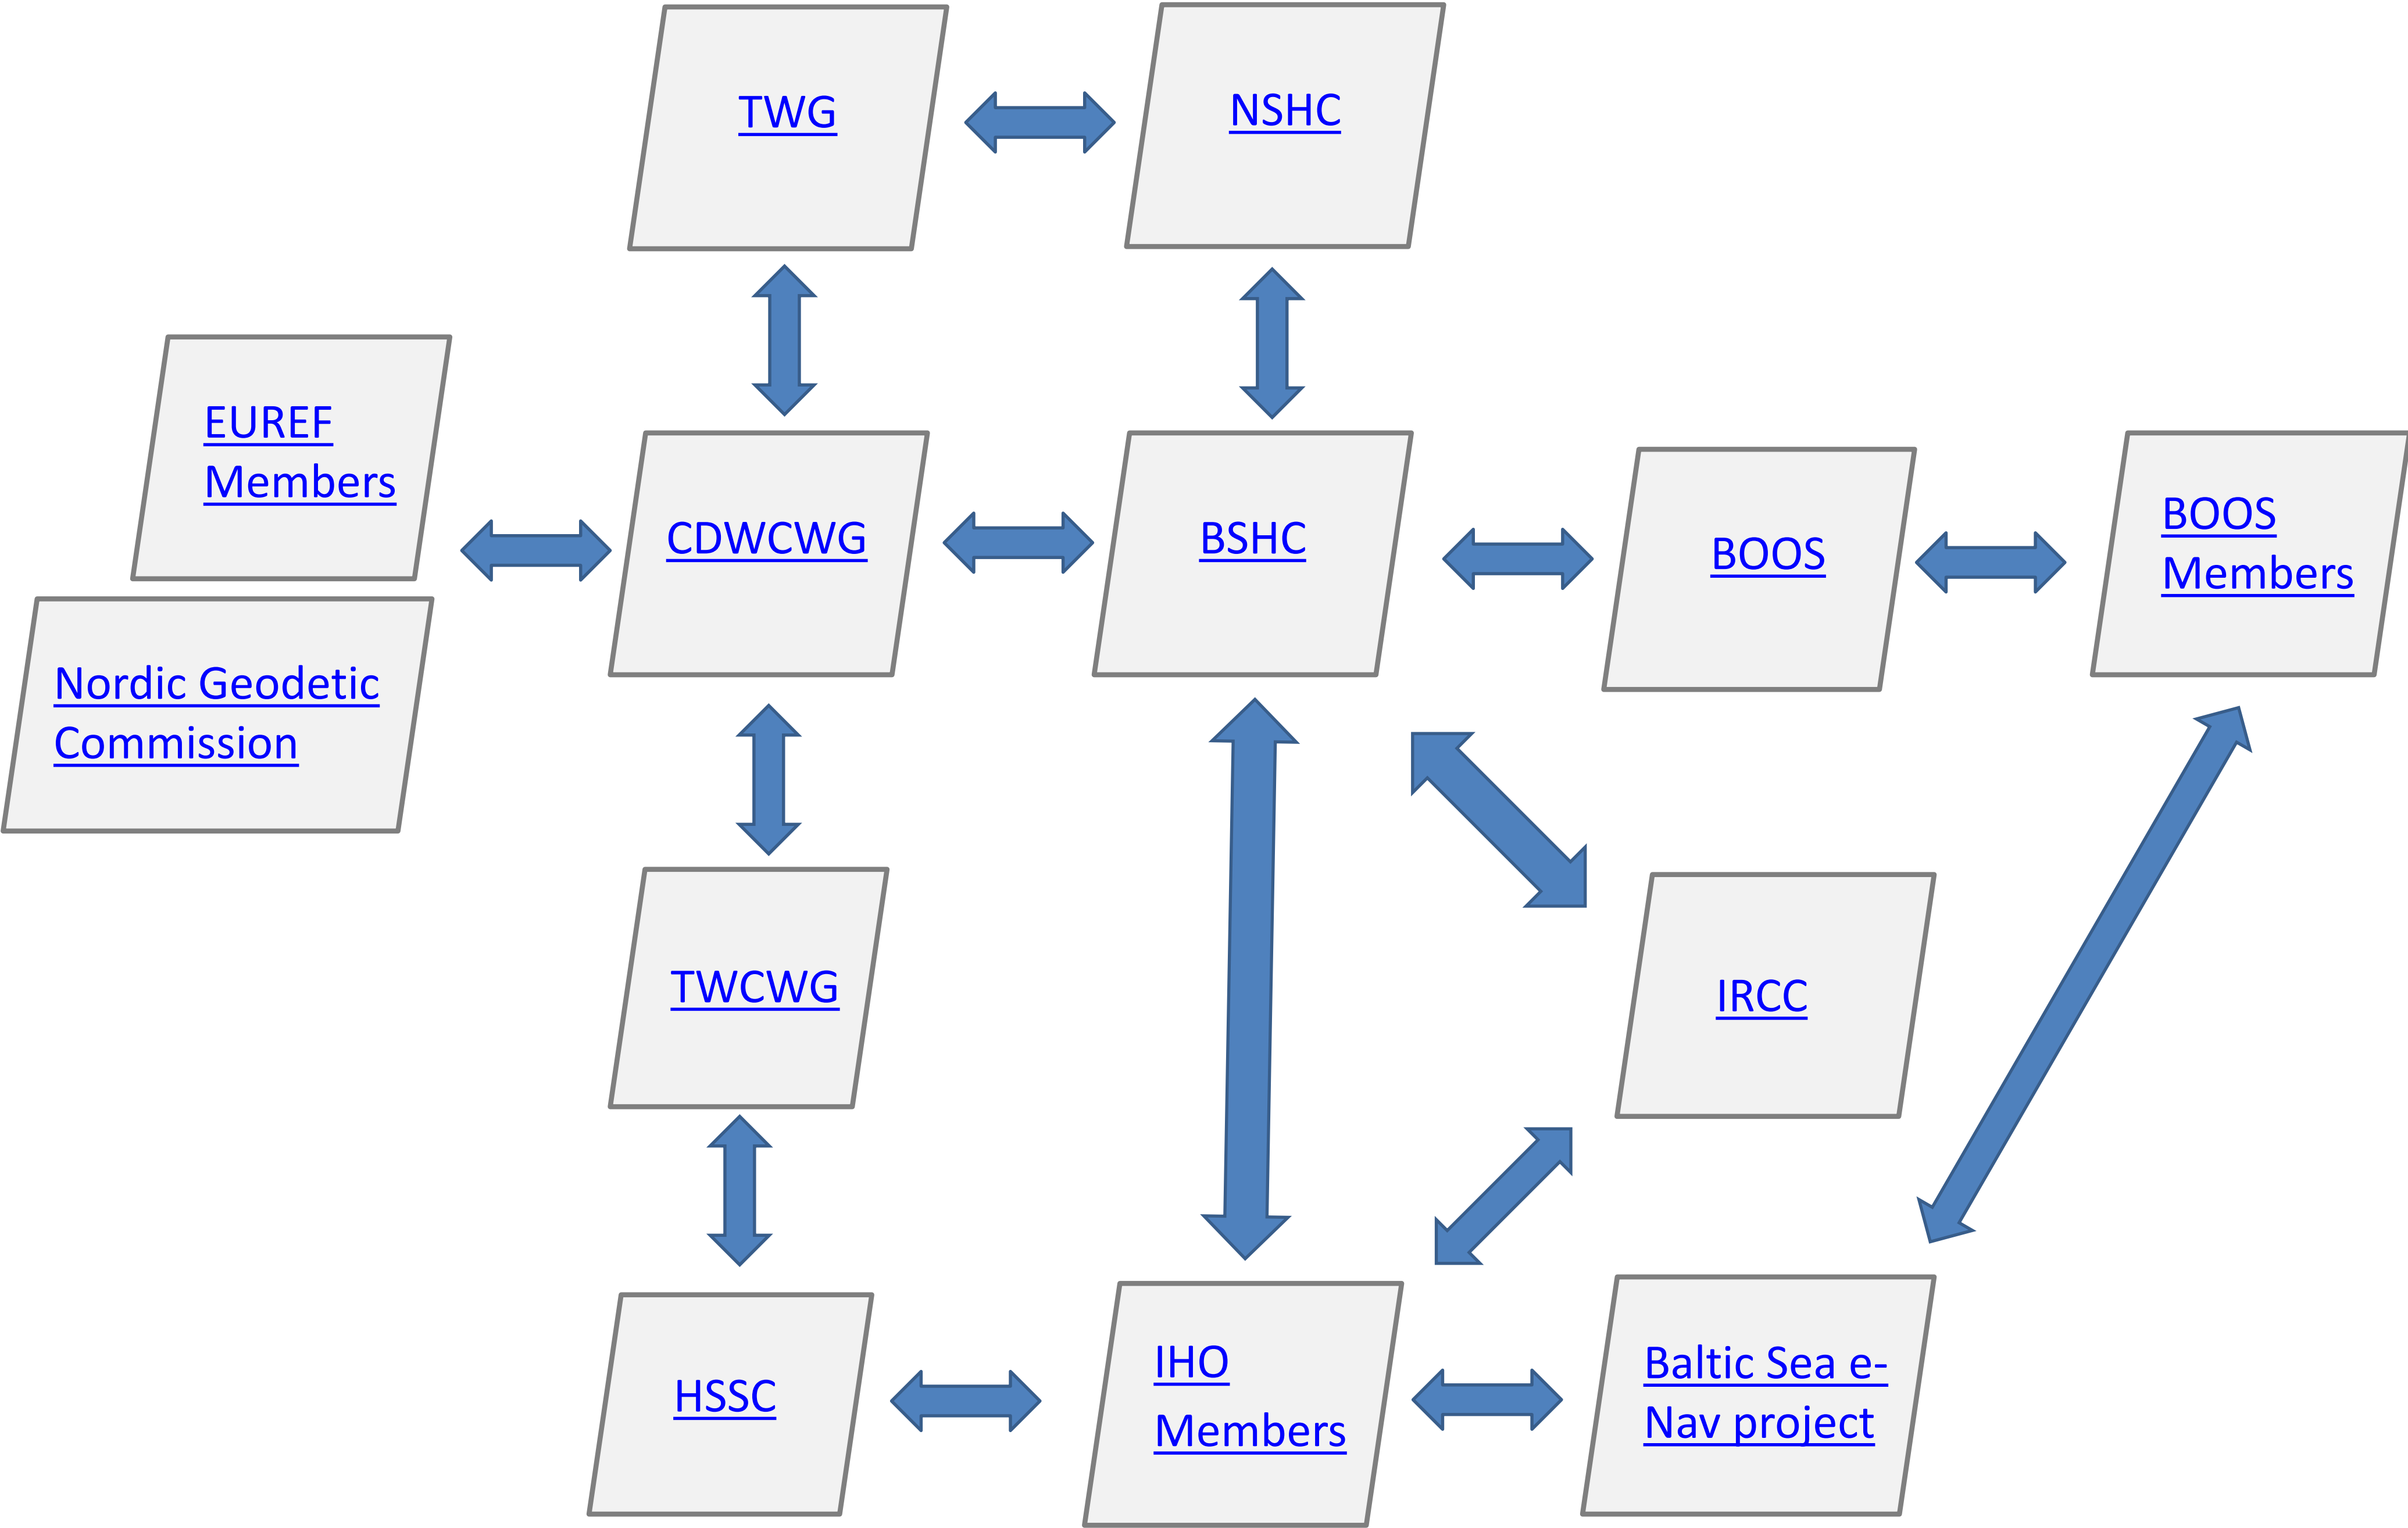 TWG
NSHC
EUREF
Members
CDWCWG
BSHC
BOOS
BOOS
Members
Nordic Geodetic
Commission
TWCWG
IRCC
HSSC
IHO
Members
Baltic Sea e-
Nav project